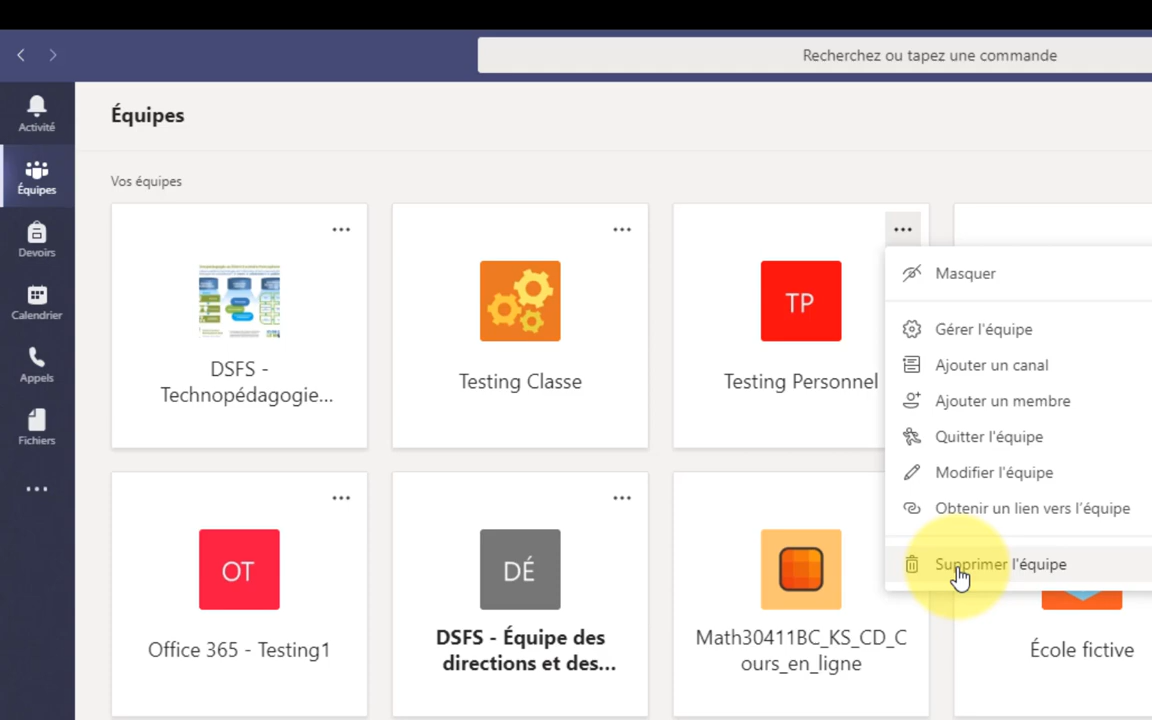 Recherchez ou tapez une commande
Activité
Équipes
Devoirs
Calendrier
Appels
Fichiers
Équipes
Vos équipes
DSFS -
Technopédagogie...
Testing Classe
TP
Testing Personnel
Masquer
Gérer l'équipe
Ajouter un canal
Ajouter un membre
Quitter l'équipe
Modifier l'équipe
Obtenir un lien vers l'équipe
Supprimer l'équipe
OT
Office 365 - Testing1
DÉ
DSFS - Équipe des
directions et des...
Math30411BC_KS_CD_C
ours_en_ligne
École fictive